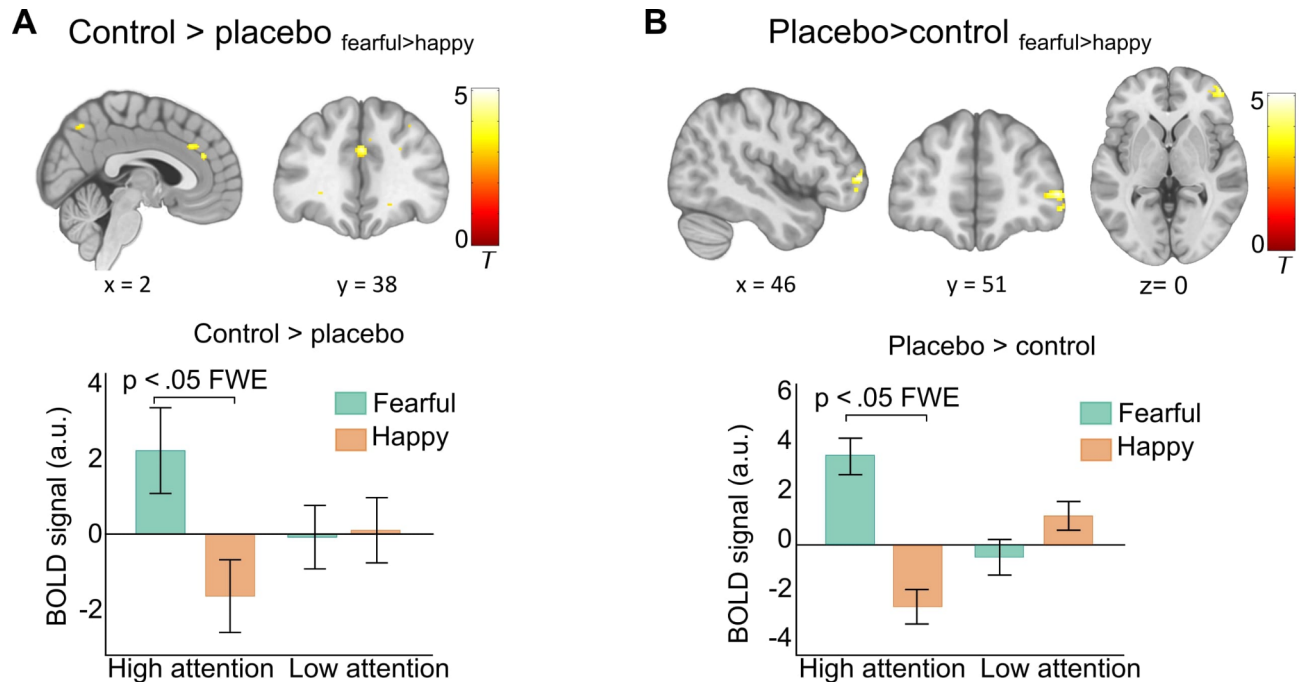 A
Control > placebo fearful>happy
5
0
T
x = 2
y = 38
Control > placebo
4
2
0
-2
BOLD signal (a.u.)
p < .05 FWE
Fearful
Happy
High attention
Low attention
B
Placebo>control fearful>happy
5
0
T
x = 46
y = 51
z= 0
Placebo > control
6
4
2
0
-2
-4
BOLD signal (a.u.)
p < .05 FWE
Fearful
Happy
High attention
Low attention